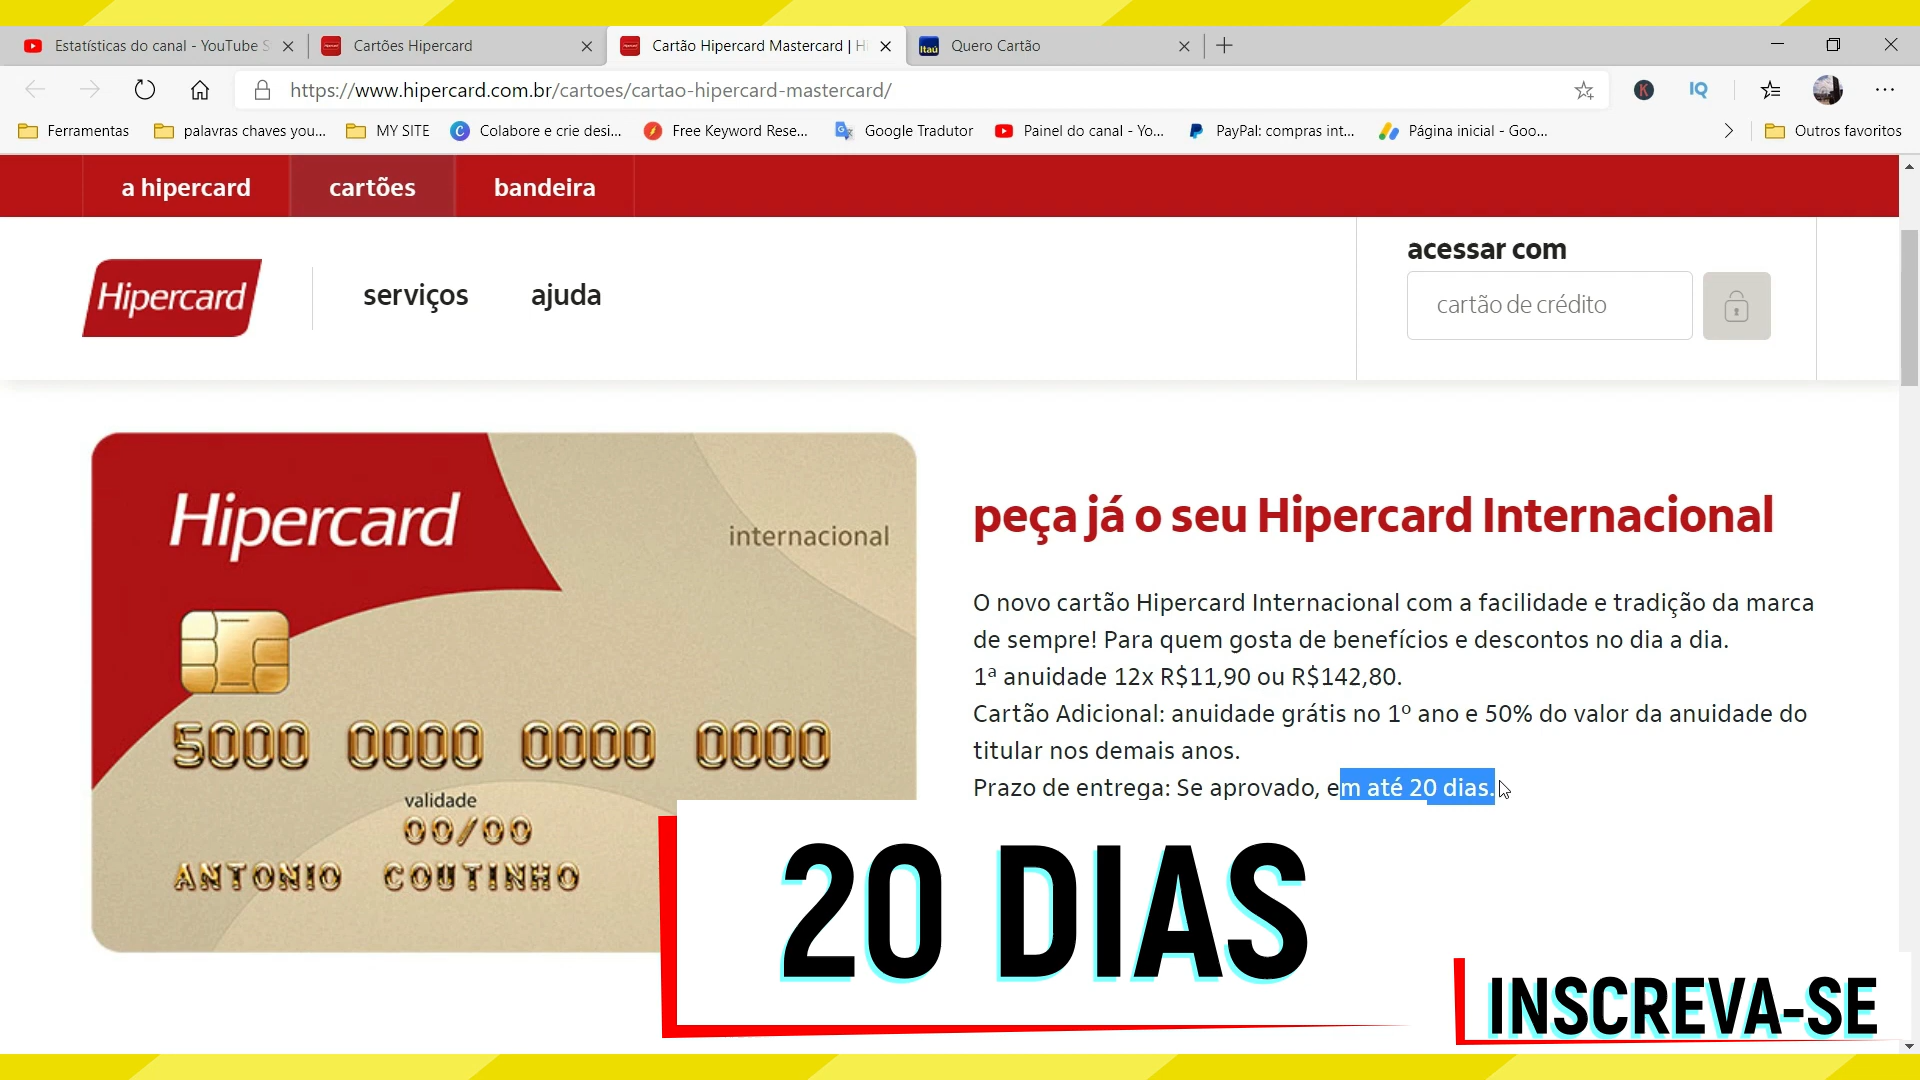 Estatísticas do canal - YouTube S
Cartões Hipercard
Cartão Hipercard Mastercard | Hi
Itaú
Quero Cartão
https://www.hipercard.com.br/cartoes/cartao-hipercard-mastercard/
K
IQ
Ferramentas
palavras chaves you...
MY SITE
C
Colabore e crie desi...
Free Keyword Rese...
Google Tradutor
Painel do canal - Yo...
PayPal: compras int...
Página inicial - Goo...
Outros favoritos
a hipercard
cartões
bandeira
Hipercard
serviços
ajuda
acessar com
cartão de crédito
Hipercard
internacional
5000 0000 0000 0000
validade
00/00
ANTONIO COUTINHO
peça já o seu Hipercard Internacional
O novo cartão Hipercard Internacional com a facilidade e tradição da marca
de sempre! Para quem gosta de benefícios e descontos no dia a dia.
1ª anuidade 12x R$11,90 ou R$142,80.
Cartão Adicional: anuidade grátis no 1º ano e 50% do valor da anuidade do
titular nos demais anos.
Prazo de entrega: Se aprovado, em até 20 dias.
20 DIAS
INSCREVA-SE